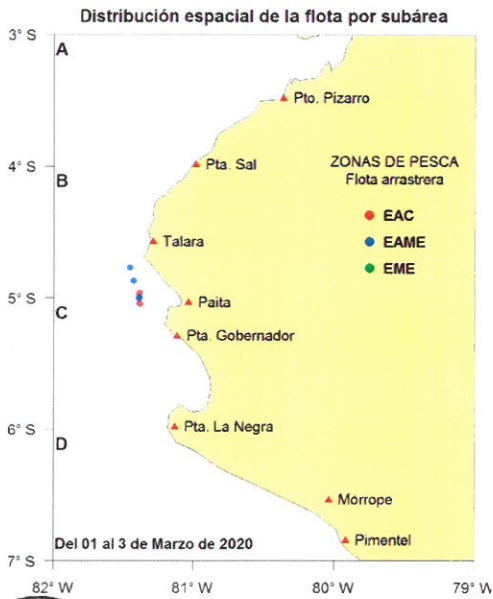 Distribución espacial de la flota por subárea
3° S
A
Pto. Pizarro
4° S
Pta. Sal
B
ZONAS DE PESCA
Flota arrastrera
EAC
Talara
EAME
EME
5° S
Paita
C
Pta. Gobernador
6° S
Pta. La Negra
D
Mórrope
Del 01 al 3 de Marzo de 2020
Pimentel
7° S
82° W
81° W
80° W
79° W